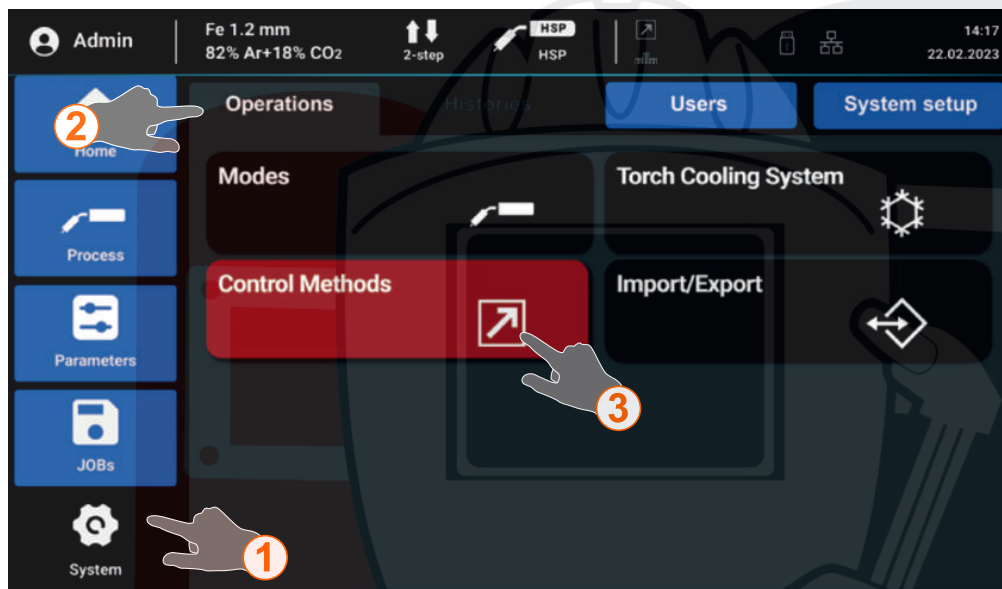 Admin
Fe 1.2 mm
82% Ar+18% CO2
2-step
HSP
HSP
14:17
22.02.2023
Operations
Histories
Users
System setup
2
Home
Modes
Torch Cooling System
Process
Control Methods
Import/Export
Parameters
3
JOBs
1
System